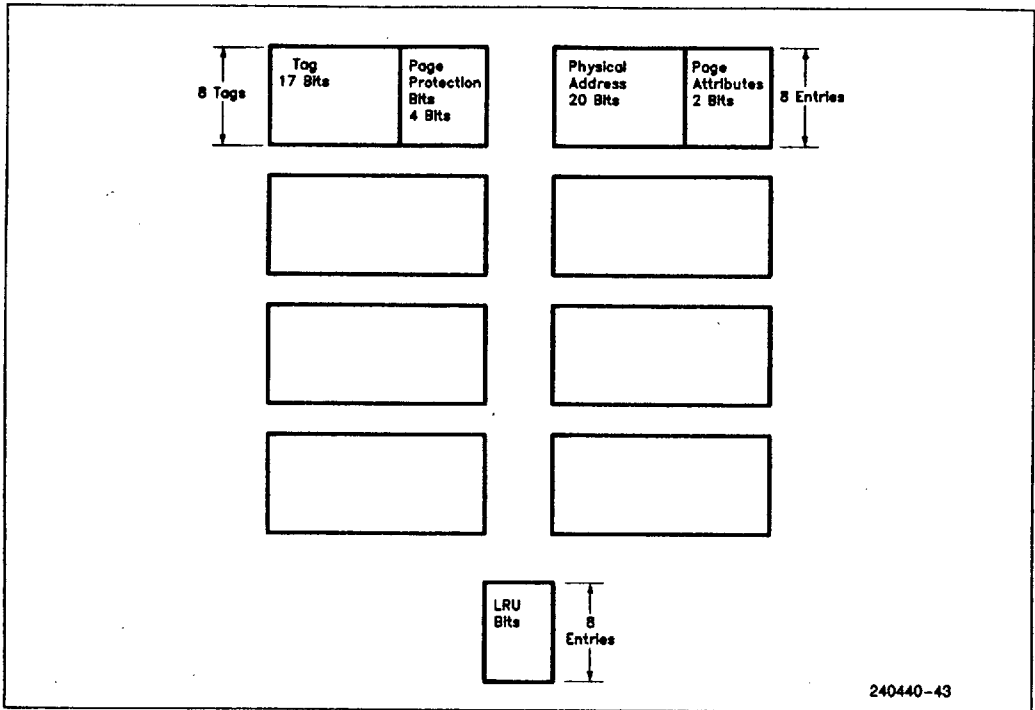 8 Tags
Tag
17 Bits
Page
Protection
Bits
4 Bits
Physical
Address
20 Bits
Page
Attributes
2 Bits
8 Entries
LRU
Bits
8
Entries
240440-43